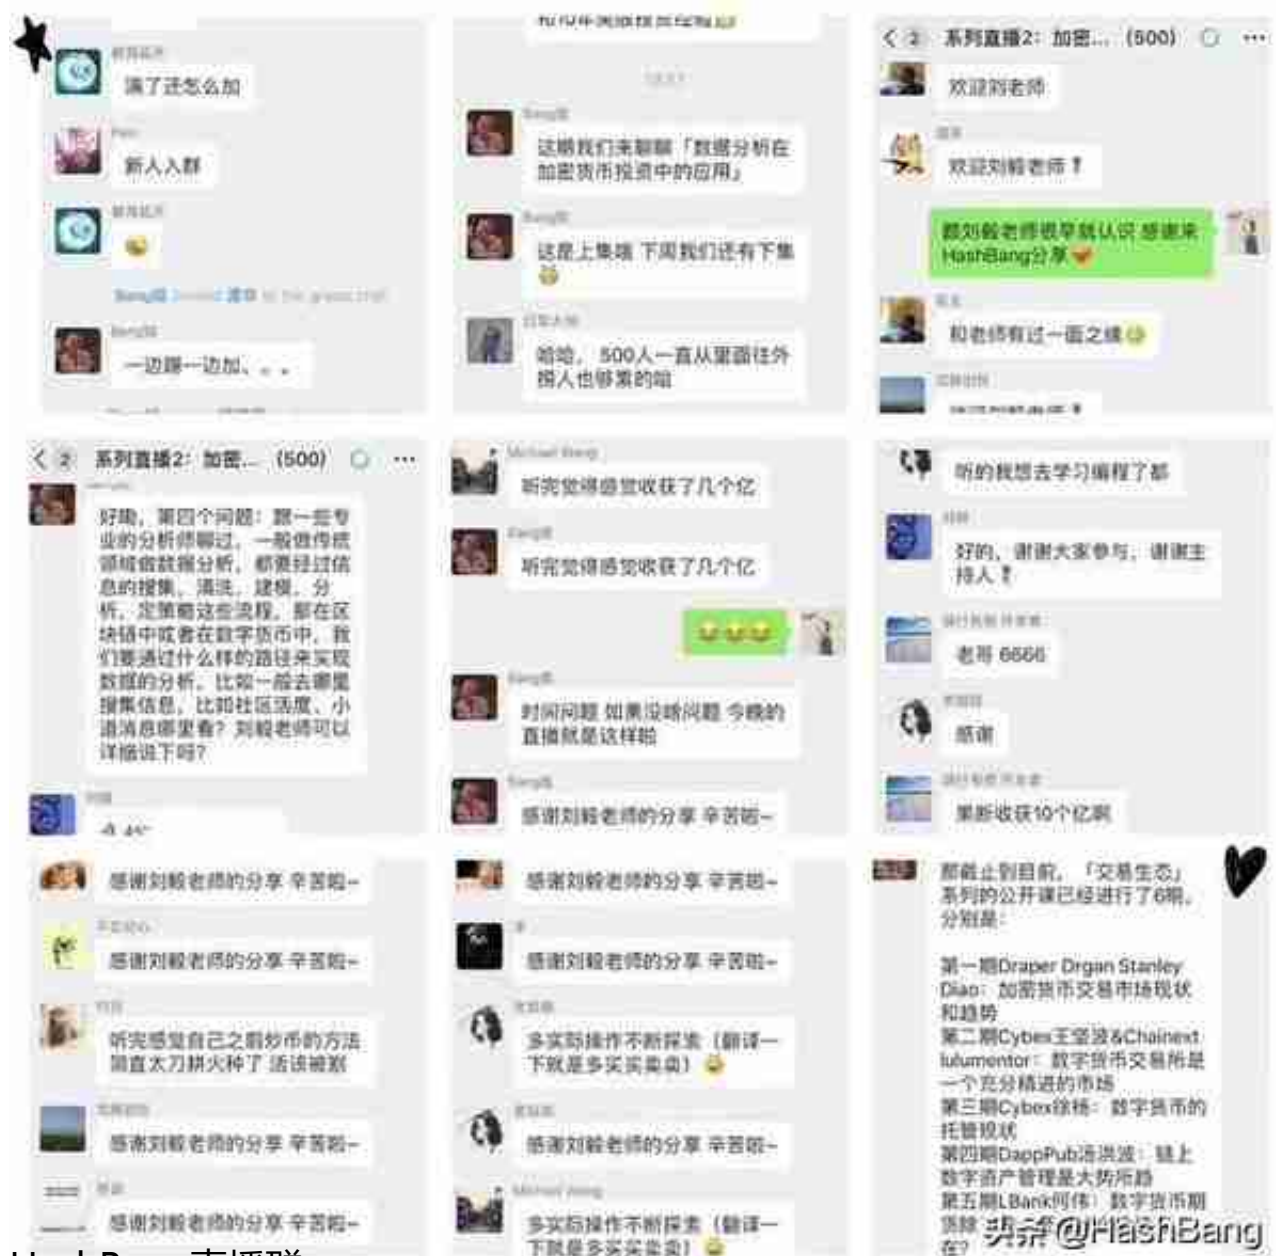 满了还怎么加
新人入群
一边踢一边加、。。
这期我们来聊聊「数据分析在
加密货币投资中的应用」
这是上集啥 下周我们还有下集
哈哈，500人一直从里面往外
捞人也够累的哈
2
系列直播2：加密... (500)
欢迎刘老师
欢迎刘毅老师！
跟刘毅老师很早就认识 感谢来
HashBang分享
和老师有过一面之缘
2
系列直播2：加密... (500)
好嘞，第四个问题：跟一些专
业的分析师聊过，一般做传统
领域做数据分析，都要经过信
息的搜集、清洗、建模、分
析、定策略这些流程，那在区
块链中或者在数字货币中，我
们要通过什么样的路径来实现
数据的分析，比如一般去哪里
搜集信息，比如社区活度、小
道消息哪里看？刘毅老师可以
详细说下吗？
Michael Wang
听完觉得感觉收获了几个亿
听完觉得感觉收获了几个亿
时间问题 如果没啥问题 今晚的
直播就是这样啦
感谢刘毅老师的分享 辛苦啦~
听的我想去学习编程了都
好的，谢谢大家参与，谢谢主
持人！
老哥 6666
感谢
果断收获10个亿啊
感谢刘毅老师的分享 辛苦啦~
感谢刘毅老师的分享 辛苦啦~
听完感觉自己之前炒币的方法
简直太刀耕火种了 活该被割
感谢刘毅老师的分享 辛苦啦~
感谢刘毅老师的分享 辛苦啦~
感谢刘毅老师的分享 辛苦啦~
感谢刘毅老师的分享 辛苦啦~
多实际操作不断探索（翻译一
下就是多买买卖卖）
感谢刘毅老师的分享 辛苦啦~
多实际操作不断探索（翻译一
下就是多买买卖卖）
那截止到目前，「交易生态」
系列的公开课已经进行了6期，
分别是：
第一期Draper Drgan Stanley
Diao：加密货币交易市场现状
和趋势
第二期Cybex王坚波&Chainext
lulumentor：数字货币交易所是
一个充分精进的市场
第三期Cybex徐杨：数字货币的
托管现状
第四期DappPub汤洪波：链上
数字资产管理是大势所趋
第五期LBank何伟：数字货币期
头条@HashBang